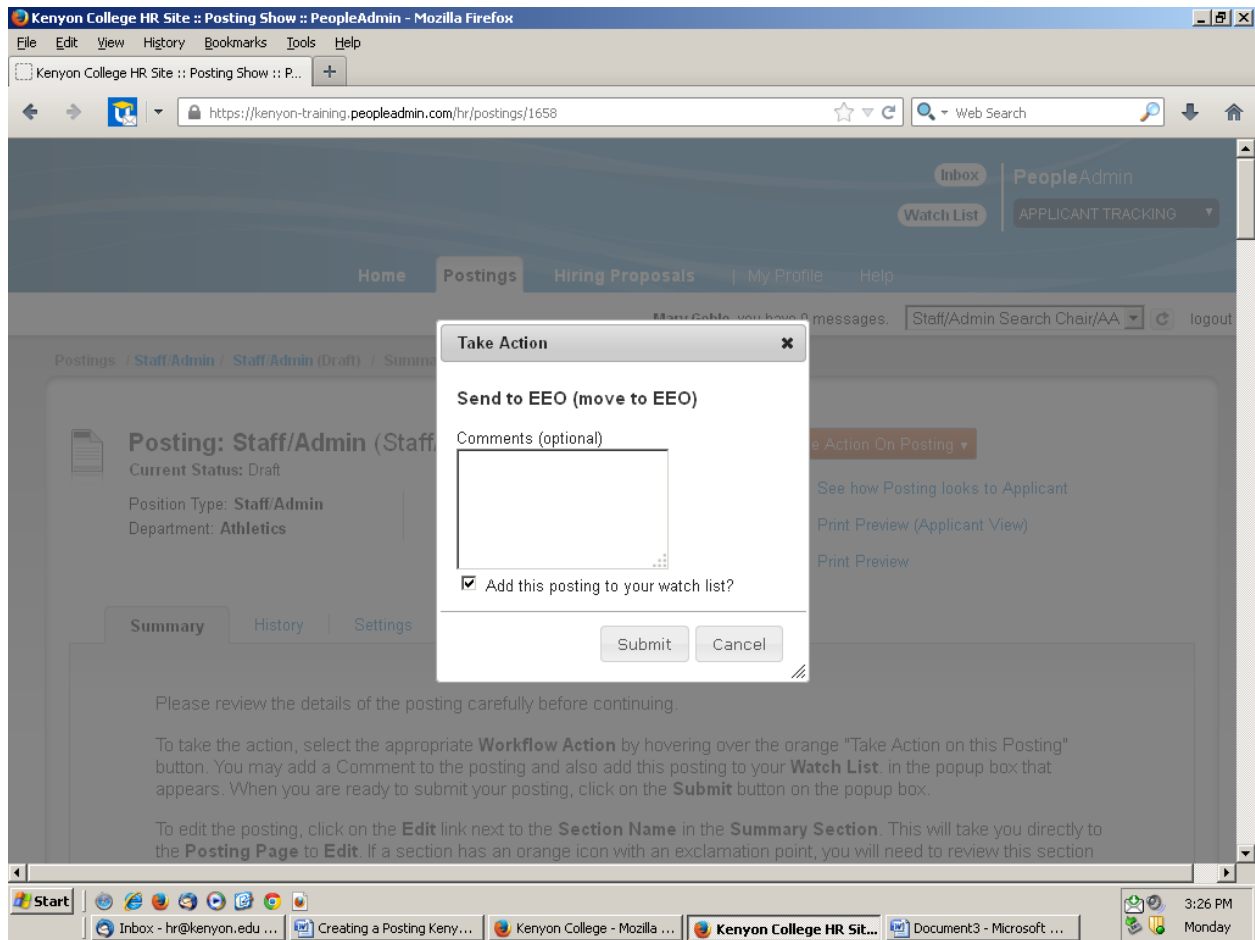 Kenyon College HR Site :: Posting Show :: PeopleAdmin - Mozilla Firefox
File Edit View History Bookmarks Tools Help
Kenyon College HR Site :: Posting Show :: P... +
https://kenyon-training.peopleadmin.com/hr/postings/1658 Web Search
Inbox PeopleAdmin
Watch List APPLICANT TRACKING
Home Postings Hiring Proposals | My Profile Help
you have 0 messages. Staff/Admin Search Chair/AA logout
Postings / Staff/Admin / Staff/Admin (Draft) / Summa
Take Action
Send to EEO (move to EEO)
Comments (optional)
Add this posting to your watch list?
Submit Cancel
Posting: Staff/Admin (Staff/
Current Status: Draft
Position Type: Staff/Admin
Department: Athletics
e Action On Posting
See how Posting looks to Applicant
Print Preview (Applicant View)
Print Preview
Summary History Settings
Please review the details of the posting carefully before continuing.
To take the action, select the appropriate Workflow Action by hovering over the orange "Take Action on this Posting"
button. You may add a Comment to the posting and also add this posting to your Watch List. in the popup box that
appears. When you are ready to submit your posting, click on the Submit button on the popup box.
To edit the posting, click on the Edit link next to the Section Name in the Summary Section. This will take you directly to
the Posting Page to Edit. If a section has an orange icon with an exclamation point, you will need to review this section
Start
3:26 PM
Inbox - hr@kenyon.edu ... Creating a Posting Keny... Kenyon College - Mozilla ... Kenyon College HR Sit... Document3 - Microsoft ... Monday